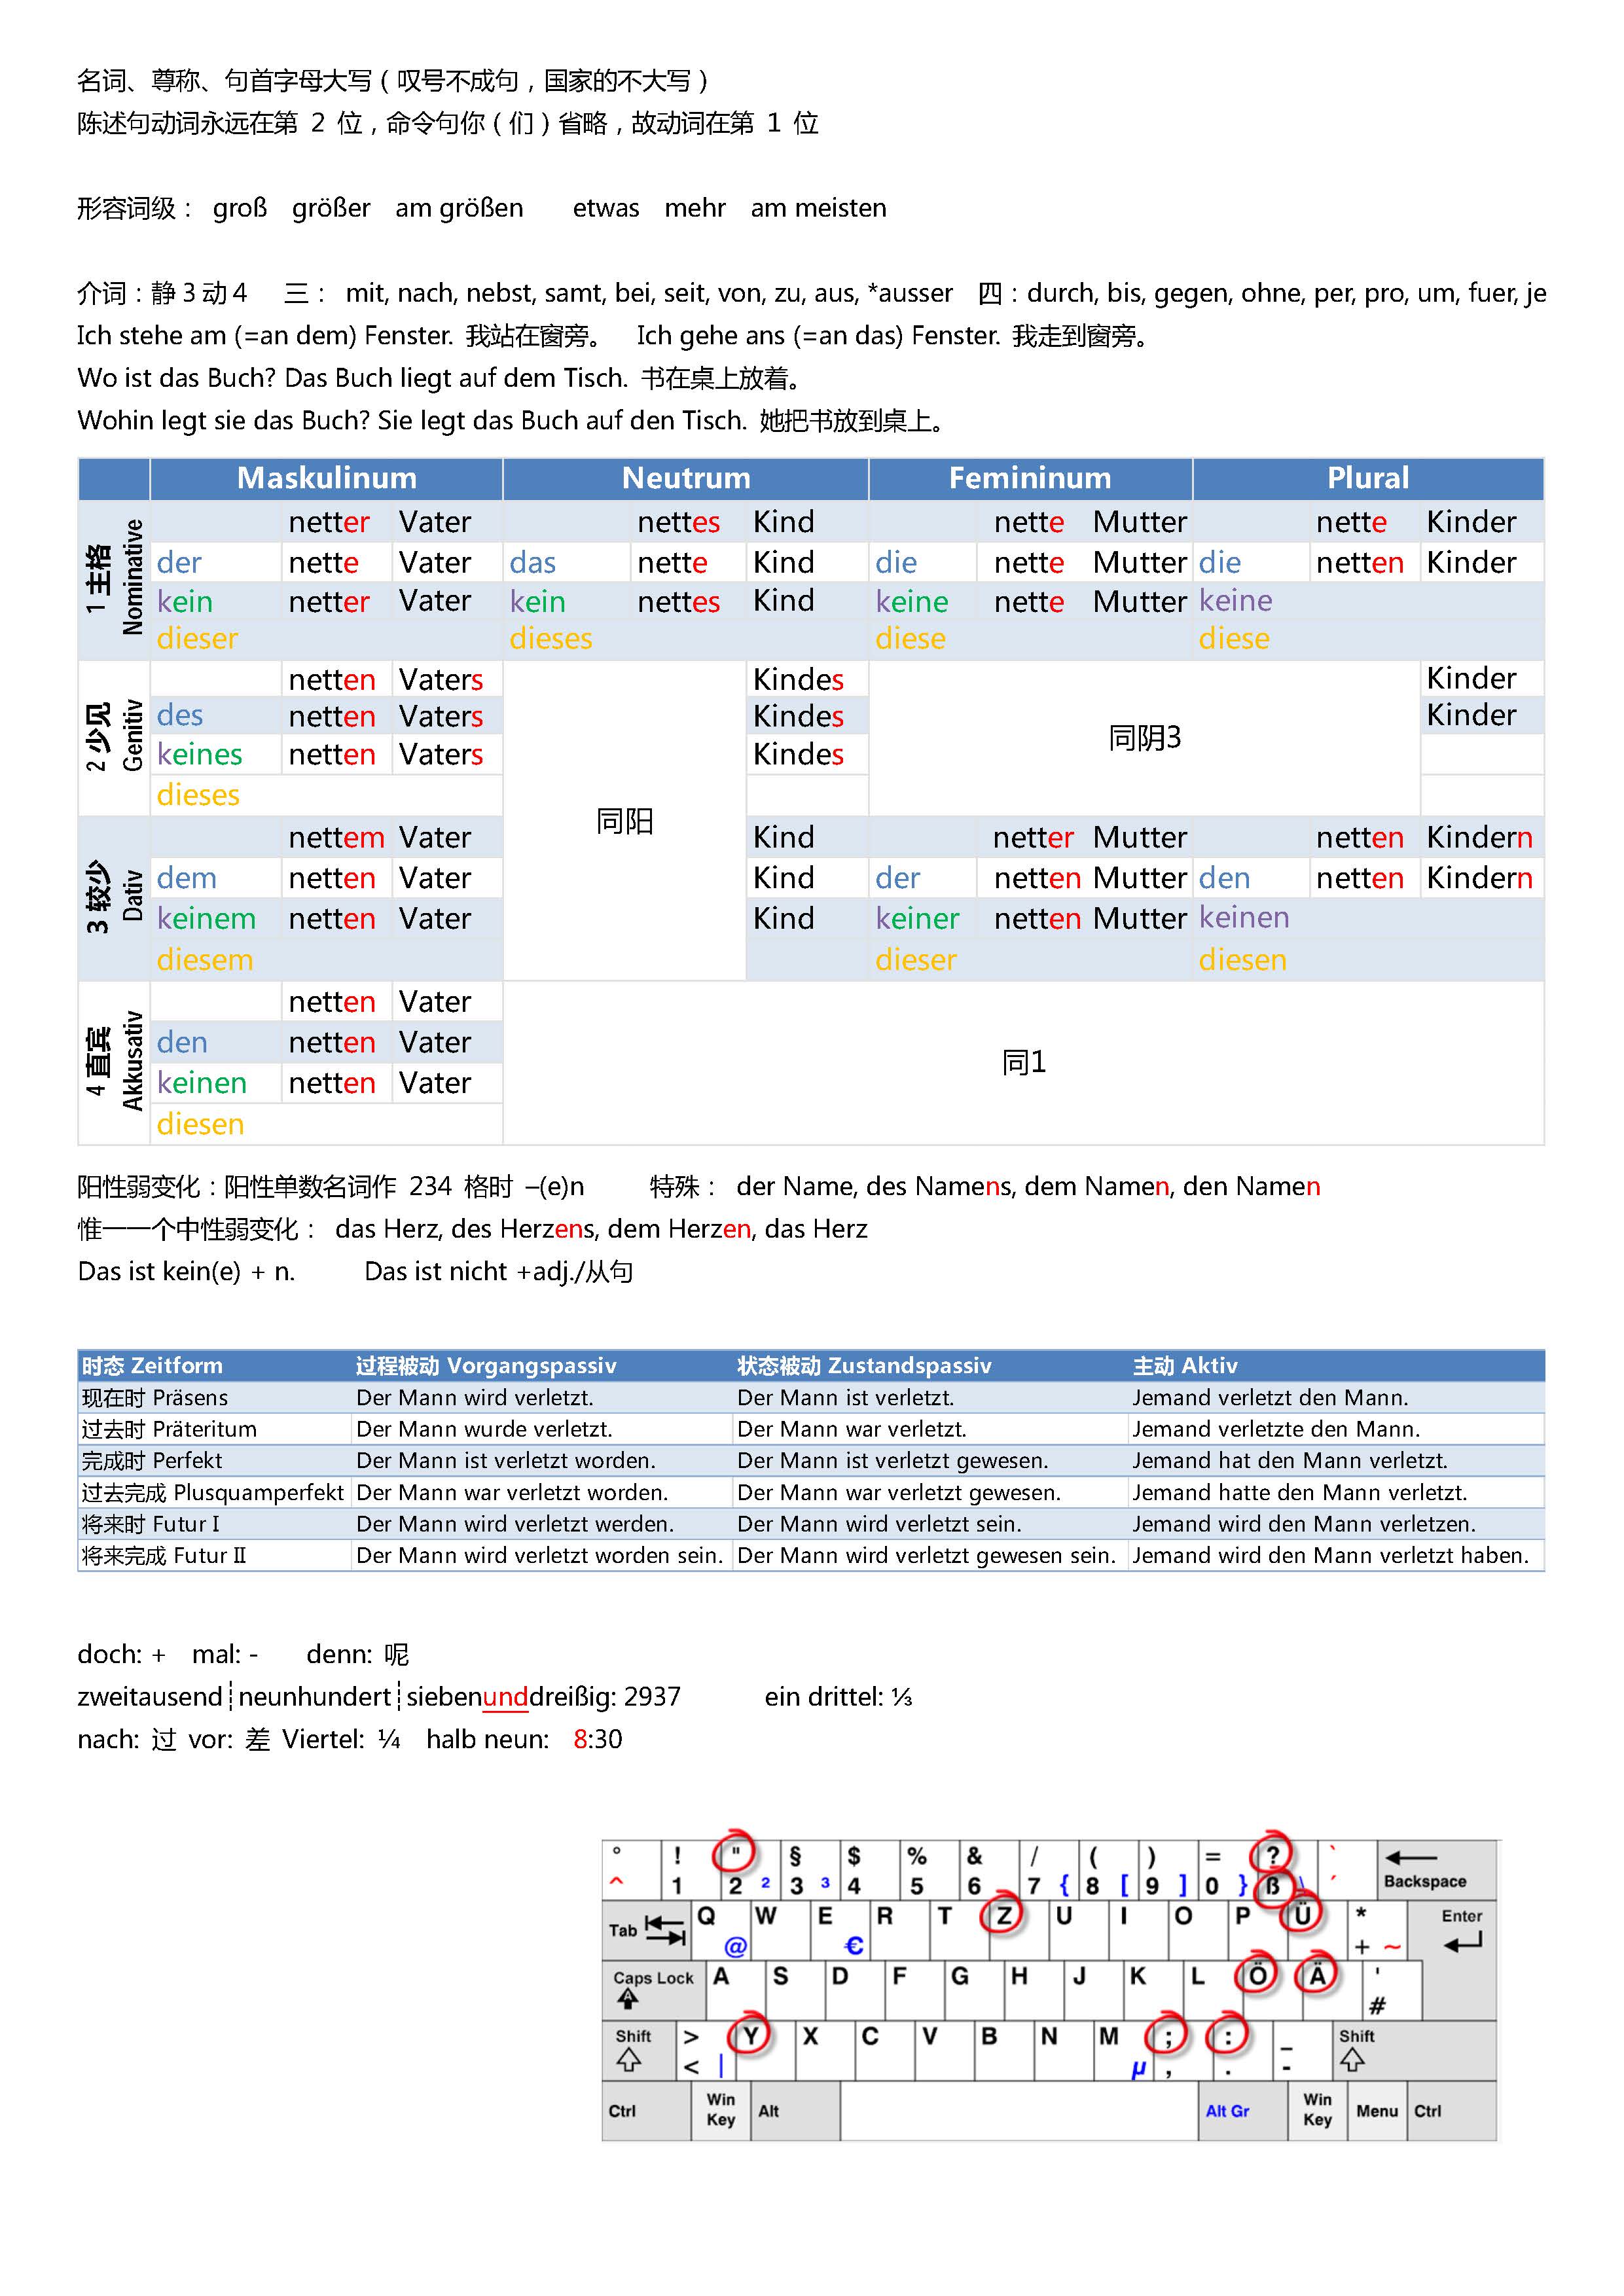 名词、尊称、句首字母大写（叹号不成句，国家的不大写）
陈述句动词永远在第 2 位，命令句你（们）省略，故动词在第 1 位
形容词级： groß größer am größen etwas mehr am meisten
介词：静 3 动 4 三： mit, nach, nebst, samt, bei, seit, von, zu, aus, *ausser 四：durch, bis, gegen, ohne, per, pro, um, fuer, je
Ich stehe am (=an dem) Fenster. 我站在窗旁。 Ich gehe ans (=an das) Fenster. 我走到窗旁。
Wo ist das Buch? Das Buch liegt auf dem Tisch. 书在桌上放着。
Wohin legt sie das Buch? Sie legt das Buch auf den Tisch. 她把书放到桌上。
Maskulinum Neutrum Femininum Plural
1 主格 Nominative
netter Vater nettes Kind nette Mutter nette Kinder
der nette Vater das nette Kind die nette Mutter die netten Kinder
kein netter Vater kein nettes Kind keine nette Mutter keine
dieser dieses diese diese
2 少见 Genitiv
netten Vaters Kindes Kinder
des netten Vaters Kindes 同阴3 Kinder
keines netten Vaters Kindes
dieses
同阳
3 较少 Dativ
nettem Vater Kind netter Mutter netten Kindern
dem netten Vater Kind der netten Mutter den netten Kindern
keinem netten Vater Kind keiner netten Mutter keinen
diesem dieser diesen
4 直宾 Akkusativ
netten Vater
den netten Vater 同1
keinen netten Vater
diesen
阳性弱变化：阳性单数名词作 234 格时 –(e)n 特殊： der Name, des Namens, dem Namen, den Namen
惟一一个中性弱变化： das Herz, des Herzens, dem Herzen, das Herz
Das ist kein(e) + n. Das ist nicht +adj./从句
时态 Zeitform 过程被动 Vorgangspassiv 状态被动 Zustandspassiv 主动 Aktiv
现在时 Präsens Der Mann wird verletzt. Der Mann ist verletzt. Jemand verletzt den Mann.
过去时 Präteritum Der Mann wurde verletzt. Der Mann war verletzt. Jemand verletzte den Mann.
完成时 Perfekt Der Mann ist verletzt worden. Der Mann ist verletzt gewesen. Jemand hat den Mann verletzt.
过去完成 Plusquamperfekt Der Mann war verletzt worden. Der Mann war verletzt gewesen. Jemand hatte den Mann verletzt.
将来时 Futur I Der Mann wird verletzt werden. Der Mann wird verletzt sein. Jemand wird den Mann verletzen.
将来完成 Futur II Der Mann wird verletzt worden sein. Der Mann wird verletzt gewesen sein. Jemand wird den Mann verletzt haben.
doch: + mal: - denn: 呢
zweitausend┊neunhundert┊siebenunddreißig: 2937 ein drittel: ⅓
nach: 过 vor: 差 Viertel: ¼ halb neun: 8:30
° ! " § $ % & / ( ) = ? `
^ 1 2 ² 3 ³ 4 5 6 7 { 8 [ 9 ] 0 } ß \ ´ Backspace
Tab Q W E R T Z U I O P Ü * Enter
@ € + ~
Caps Lock A S D F G H J K L Ö Ä '
#
Shift > Y X C V B N M ; : _ Shift
< | µ , . -
Ctrl Win Key Alt Alt Gr Win Key Menu Ctrl